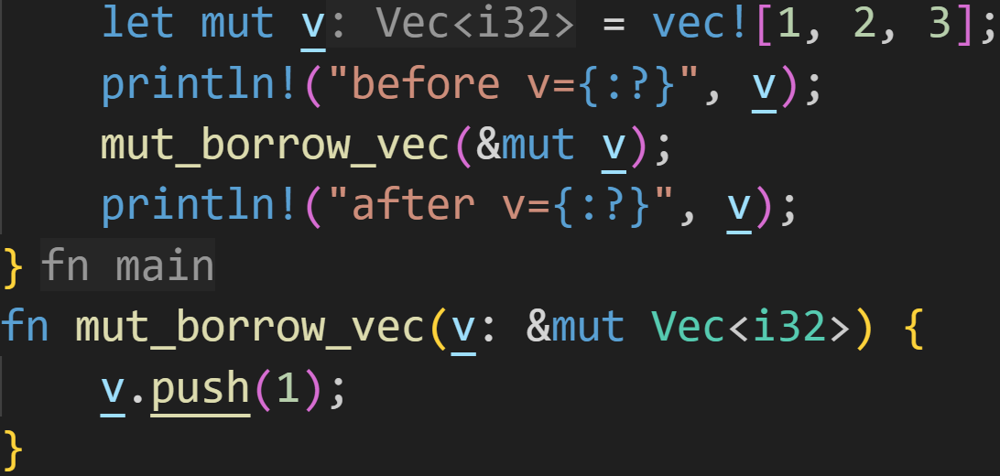 let mut v: Vec<i32> = vec![1, 2, 3];
println!("before v={:?}", v);
mut_borrow_vec(&mut v);
println!("after v={:?}", v);
} fn main
fn mut_borrow_vec(v: &mut Vec<i32>) {
v.push(1);
}